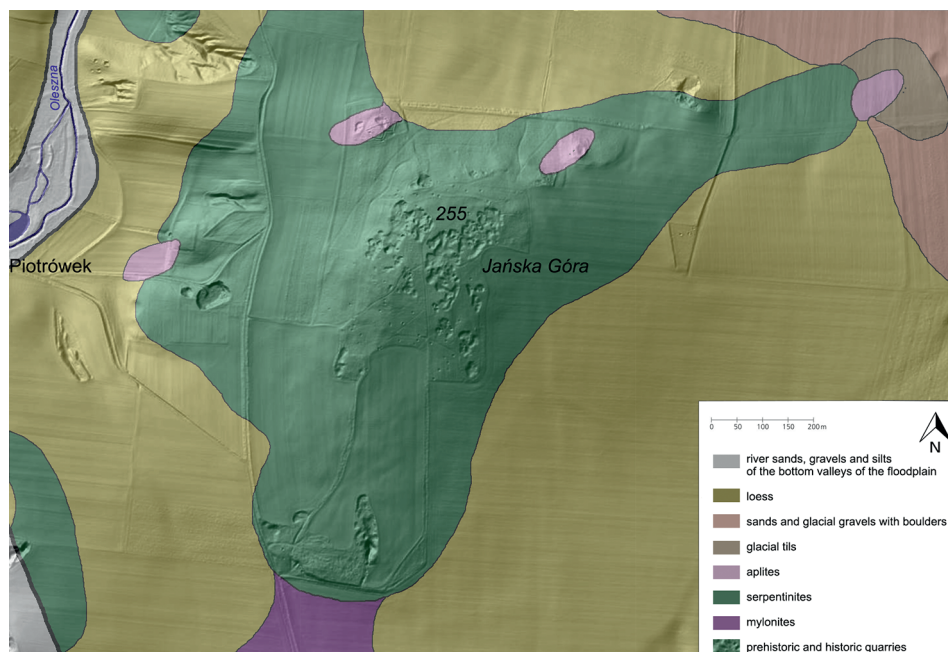 Oleszna
255
Piotrówek
Jańska Góra
0 50 100 150 200m
N
river sands, gravels and silts
of the bottom valleys of the floodplain
loess
sands and glacial gravels with boulders
glacial tils
aplites
serpentinites
mylonites
prehistoric and historic quarries